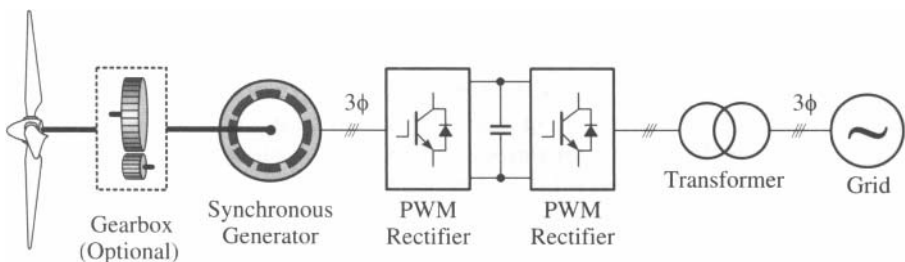 3ϕ
3ϕ
Gearbox
(Optional)
Synchronous
Generator
PWM
Rectifier
PWM
Rectifier
Transformer
Grid